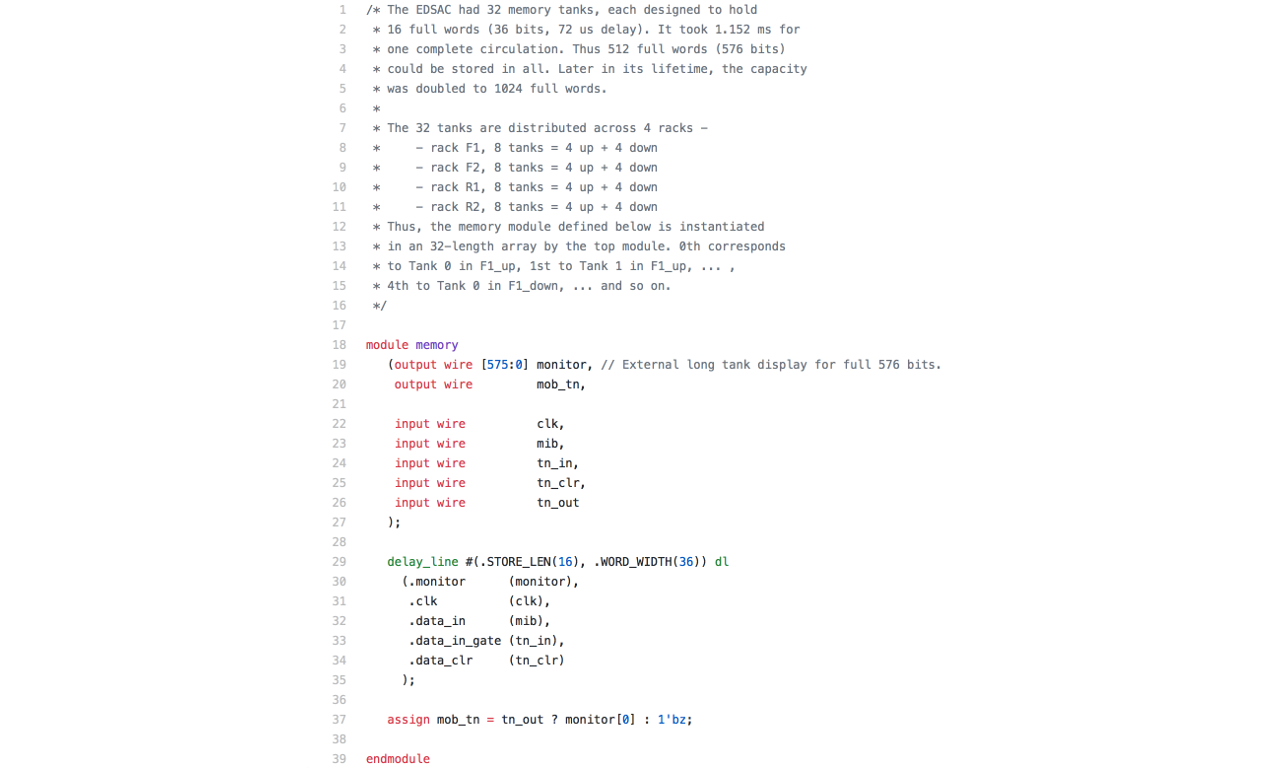 1 /* The EDSAC had 32 memory tanks, each designed to hold
2  * 16 full words (36 bits, 72 us delay). It took 1.152 ms for
3  * one complete circulation. Thus 512 full words (576 bits)
4  * could be stored in all. Later in its lifetime, the capacity
5  * was doubled to 1024 full words.
6  *
7  * The 32 tanks are distributed across 4 racks -
8  *     - rack F1, 8 tanks = 4 up + 4 down
9  *     - rack F2, 8 tanks = 4 up + 4 down
10  *     - rack R1, 8 tanks = 4 up + 4 down
11  *     - rack R2, 8 tanks = 4 up + 4 down
12  * Thus, the memory module defined below is instantiated
13  * in an 32-length array by the top module. 0th corresponds
14  * to Tank 0 in F1_up, 1st to Tank 1 in F1_up, ... ,
15  * 4th to Tank 0 in F1_down, ... and so on.
16  */
17
18 module memory
19    (output wire [575:0] monitor, // External long tank display for full 576 bits.
20     output wire         mob_tn,
21
22     input wire          clk,
23     input wire          mib,
24     input wire          tn_in,
25     input wire          tn_clr,
26     input wire          tn_out
27    );
28
29    delay_line #(.STORE_LEN(16), .WORD_WIDTH(36)) dl
30      (.monitor      (monitor),
31       .clk          (clk),
32       .data_in      (mib),
33       .data_in_gate (tn_in),
34       .data_clr     (tn_clr)
35      );
36
37    assign mob_tn = tn_out ? monitor[0] : 1'bz;
38
39 endmodule